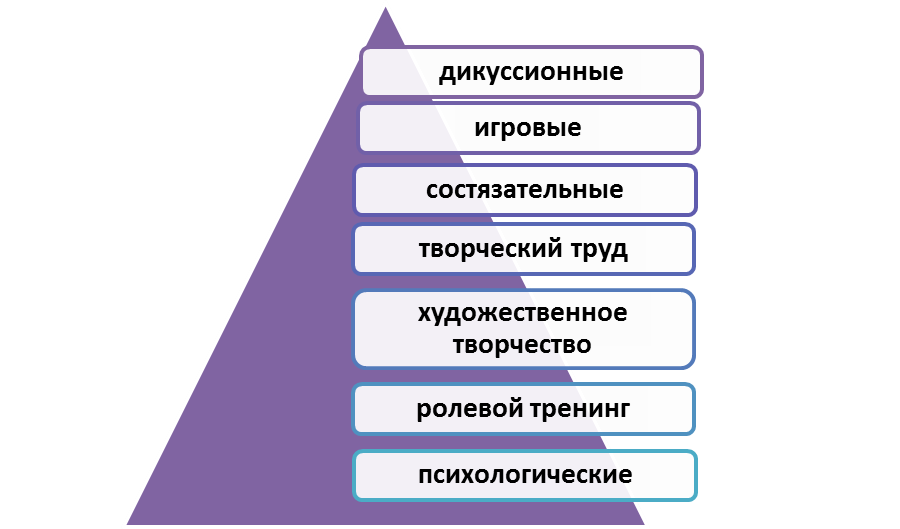 дикуссионные
игровые
состязательные
творческий труд
художественное
творчество
ролевой тренинг
психологические